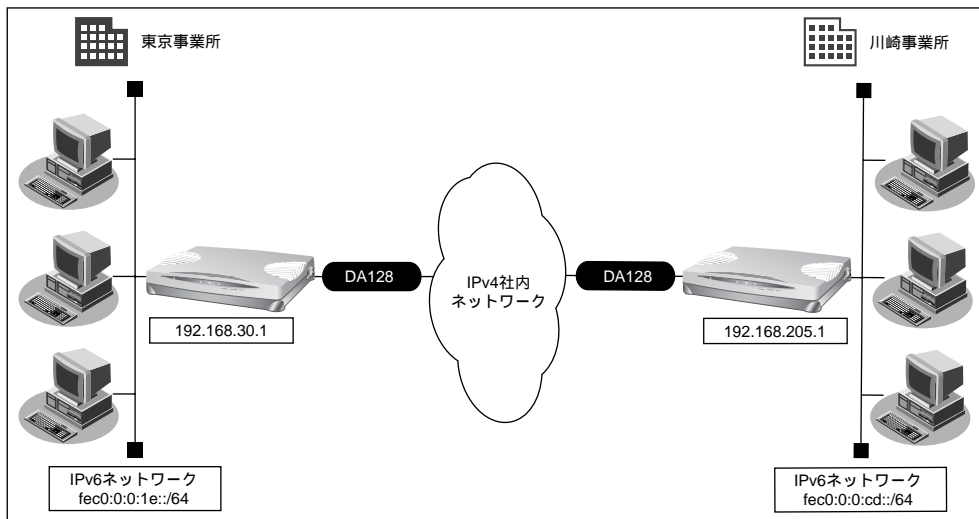 東京事業所
川崎事業所
DA128
IPv4社内
ネットワーク
DA128
192.168.30.1
192.168.205.1
IPv6ネットワーク
fec0:0:0:1e::/64
IPv6ネットワーク
fec0:0:0:cd::/64